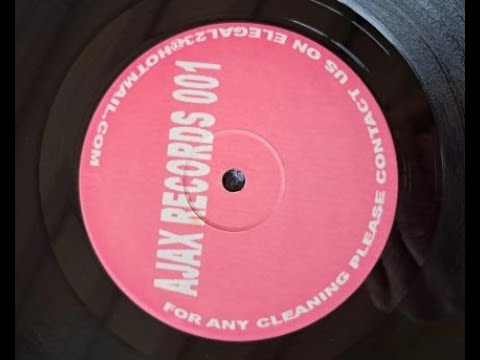 AJAX RECORDS 001
FOR ANY CLEANING PLEASE CONTACT US ON ELEGAL23@HOTMAIL.COM